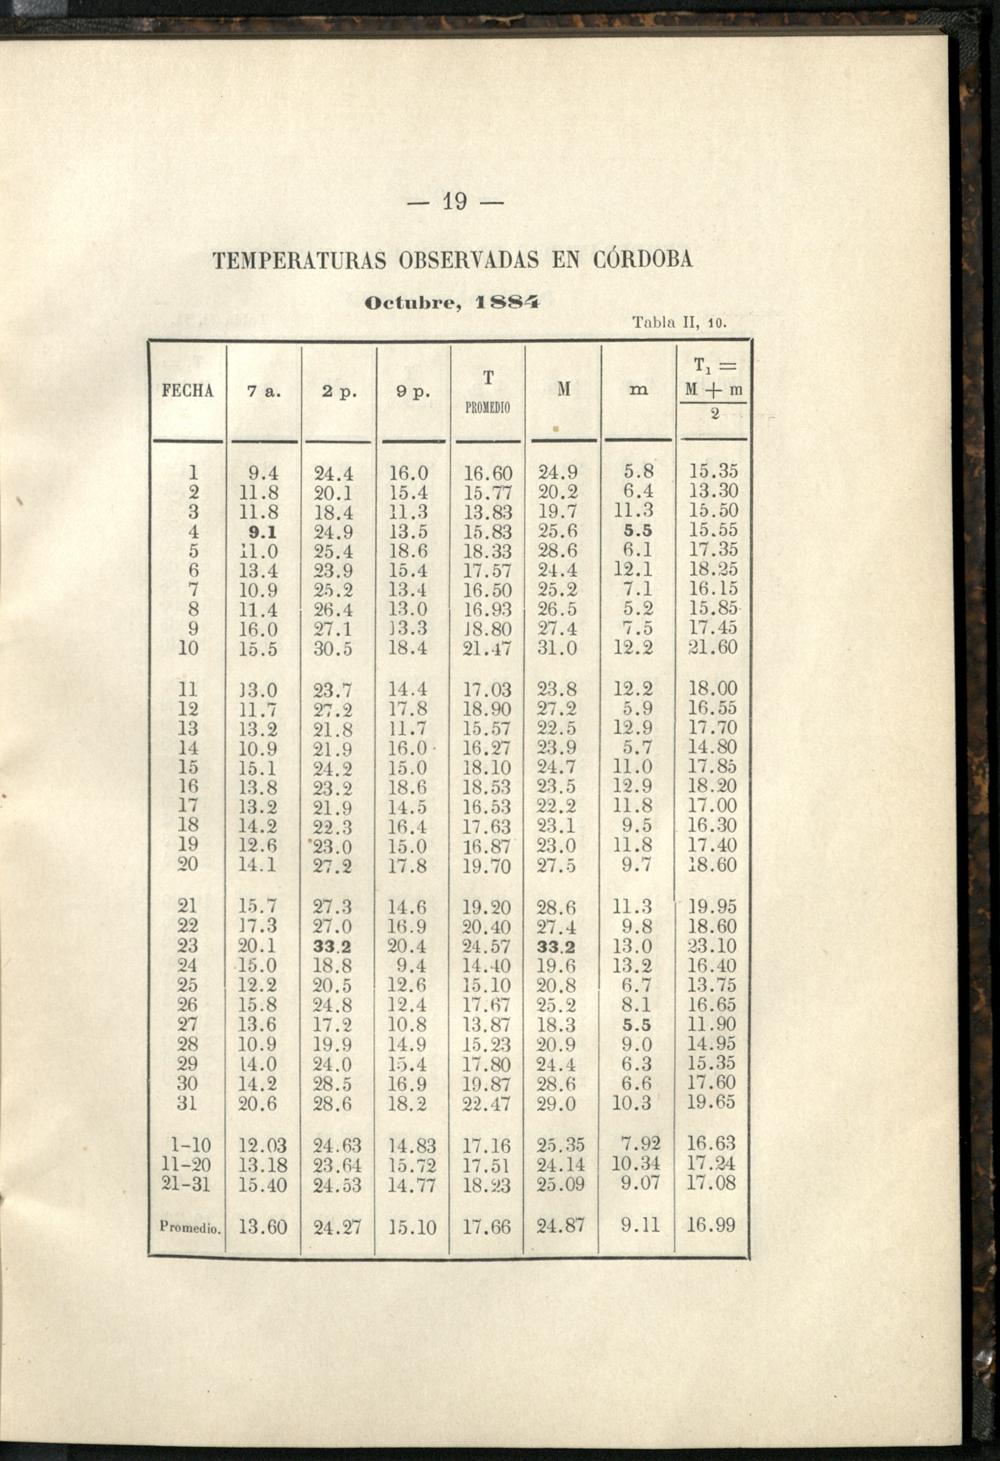 — 19 —
TEMPERATURAS OBSERVADAS EN CÓRDOBA
Octubre, 1884
Tabla II, 10.
FECHA 7 a. 2 p. 9 p. T PROMEDIO M m T₁ = M + m / 2
1 9.4 24.4 16.0 16.60 24.9 5.8 15.35
2 11.8 20.1 15.4 15.77 20.2 6.4 13.30
3 11.8 18.4 11.3 13.83 19.7 11.3 15.50
4 9.1 24.9 13.5 15.83 25.6 5.5 15.55
5 11.0 25.4 18.6 18.33 28.6 6.1 17.35
6 13.4 23.9 15.4 17.57 24.4 12.1 18.25
7 10.9 25.2 13.4 16.50 25.2 7.1 16.15
8 11.4 26.4 13.0 16.93 26.5 5.2 15.85
9 16.0 27.1 13.3 18.80 27.4 7.5 17.45
10 15.5 30.5 18.4 21.47 31.0 12.2 21.60
11 13.0 23.7 14.4 17.03 23.8 12.2 18.00
12 11.7 27.2 17.8 18.90 27.2 5.9 16.55
13 13.2 21.8 11.7 15.57 22.5 12.9 17.70
14 10.9 21.9 16.0 16.27 23.9 5.7 14.80
15 15.1 24.2 15.0 18.10 24.7 11.0 17.85
16 13.8 23.2 18.6 18.53 23.5 12.9 18.20
17 13.2 21.9 14.5 16.53 22.2 11.8 17.00
18 14.2 22.3 16.4 17.63 23.1 9.5 16.30
19 12.6 23.0 15.0 16.87 23.0 11.8 17.40
20 14.1 27.2 17.8 19.70 27.5 9.7 18.60
21 15.7 27.3 14.6 19.20 28.6 11.3 19.95
22 17.3 27.0 16.9 20.40 27.4 9.8 18.60
23 20.1 33.2 20.4 24.57 33.2 13.0 23.10
24 15.0 18.8 9.4 14.40 19.6 13.2 16.40
25 12.2 20.5 12.6 15.10 20.8 6.7 13.75
26 15.8 24.8 12.4 17.67 25.2 8.1 16.65
27 13.6 17.2 10.8 13.87 18.3 5.5 11.90
28 10.9 19.9 14.9 15.23 20.9 9.0 14.95
29 14.0 24.0 15.4 17.80 24.4 6.3 15.35
30 14.2 28.5 16.9 19.87 28.6 6.6 17.60
31 20.6 28.6 18.2 22.47 29.0 10.3 19.65
1-10 12.03 24.63 14.83 17.16 25.35 7.92 16.63
11-20 13.18 23.64 15.72 17.51 24.14 10.34 17.24
21-31 15.40 24.53 14.77 18.23 25.09 9.07 17.08
Promedio. 13.60 24.27 15.10 17.66 24.87 9.11 16.99